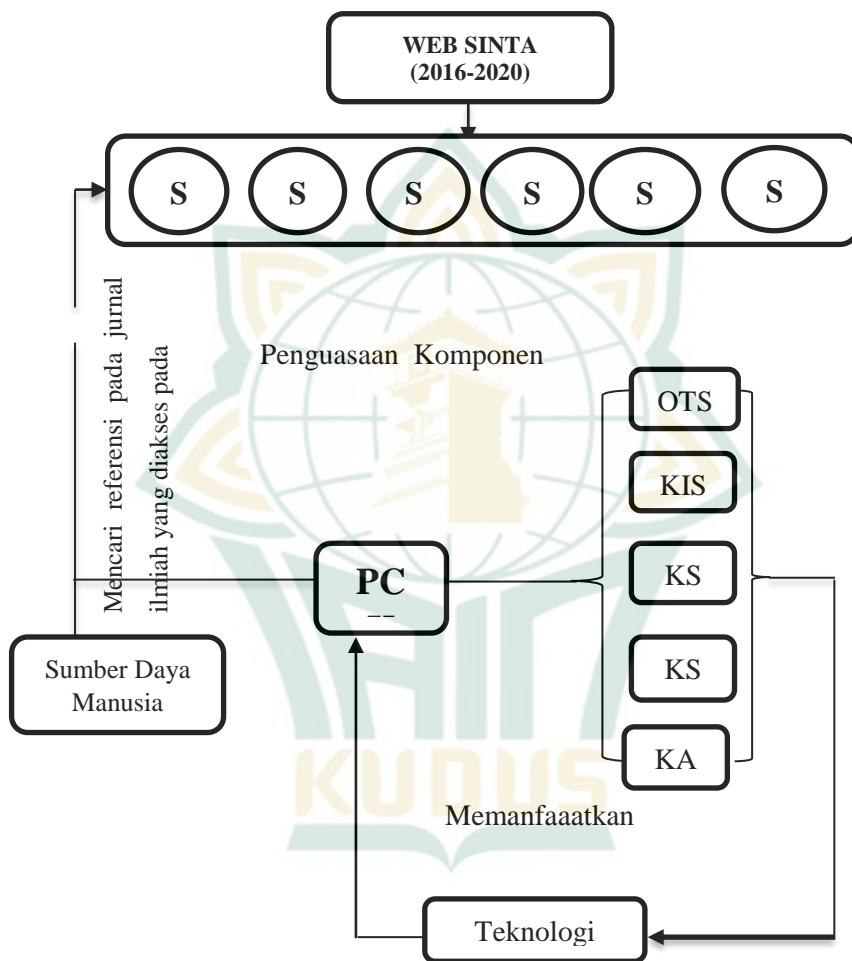 WEB SINTA
(2016-2020)
S S S S S S
Mencari referensi pada jurnal
ilmiah yang diakses pada
Penguasaan Komponen
OTS
KIS
PC
KS
Sumber Daya
Manusia
KS
KA
KUDUS
Memanfaaatkan
Teknologi